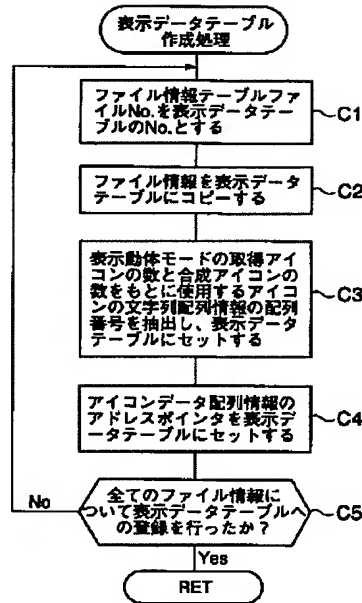 表示データテーブル
作成処理
ファイル情報テーブルファ
イルNo.を表示データテー
ブルのNo.とする
C1
ファイル情報を表示データ
テーブルにコピーする
C2
表示動体モードの取得アイ
コンの数と合成アイコンの
数をもとに使用するアイコ
ンの文字列配列情報の配列
番号を抽出し、表示データ
テーブルにセットする
C3
アイコンデータ配列情報の
アドレスポインタを表示デ
ータテーブルにセットする
C4
全てのファイル情報に
ついて表示データテーブルへ
の登録を行ったか?
C5
No
Yes
RET